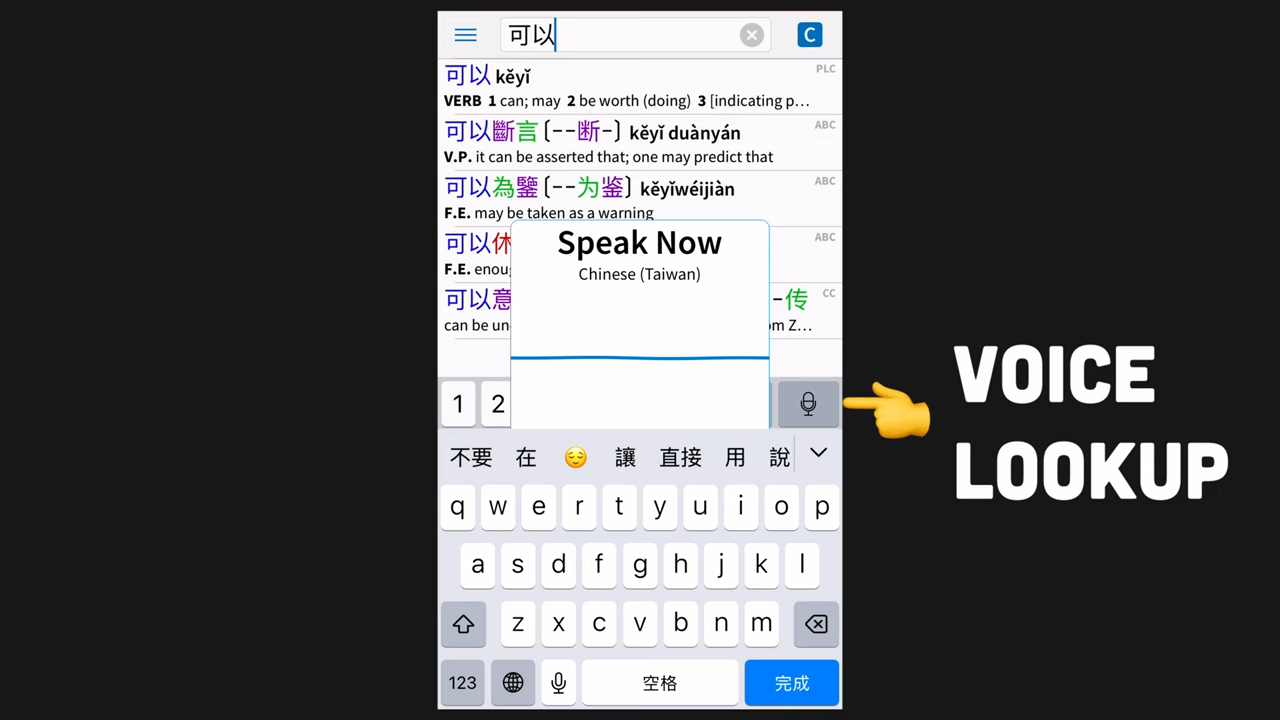 可以
C
可以 kěyǐ PLC
VERB 1 can; may 2 be worth (doing) 3 [indicating p…
可以斷言 (--断-) kěyǐ duànyán ABC
V.P. it can be asserted that; one may predict that
可以為鑒 (--为鉴) kěyǐwéijiàn ABC
F.E. may be taken as a warning
可以休 ABC
F.E.
可以意 -传 CC
can be
Speak Now
Chinese (Taiwan)
1 2
VOICE
LOOKUP
不要 在 😌 讓 直接 用 說
q w e r t y u i o p
a s d f g h j k l
z x c v b n m
123 空格 完成